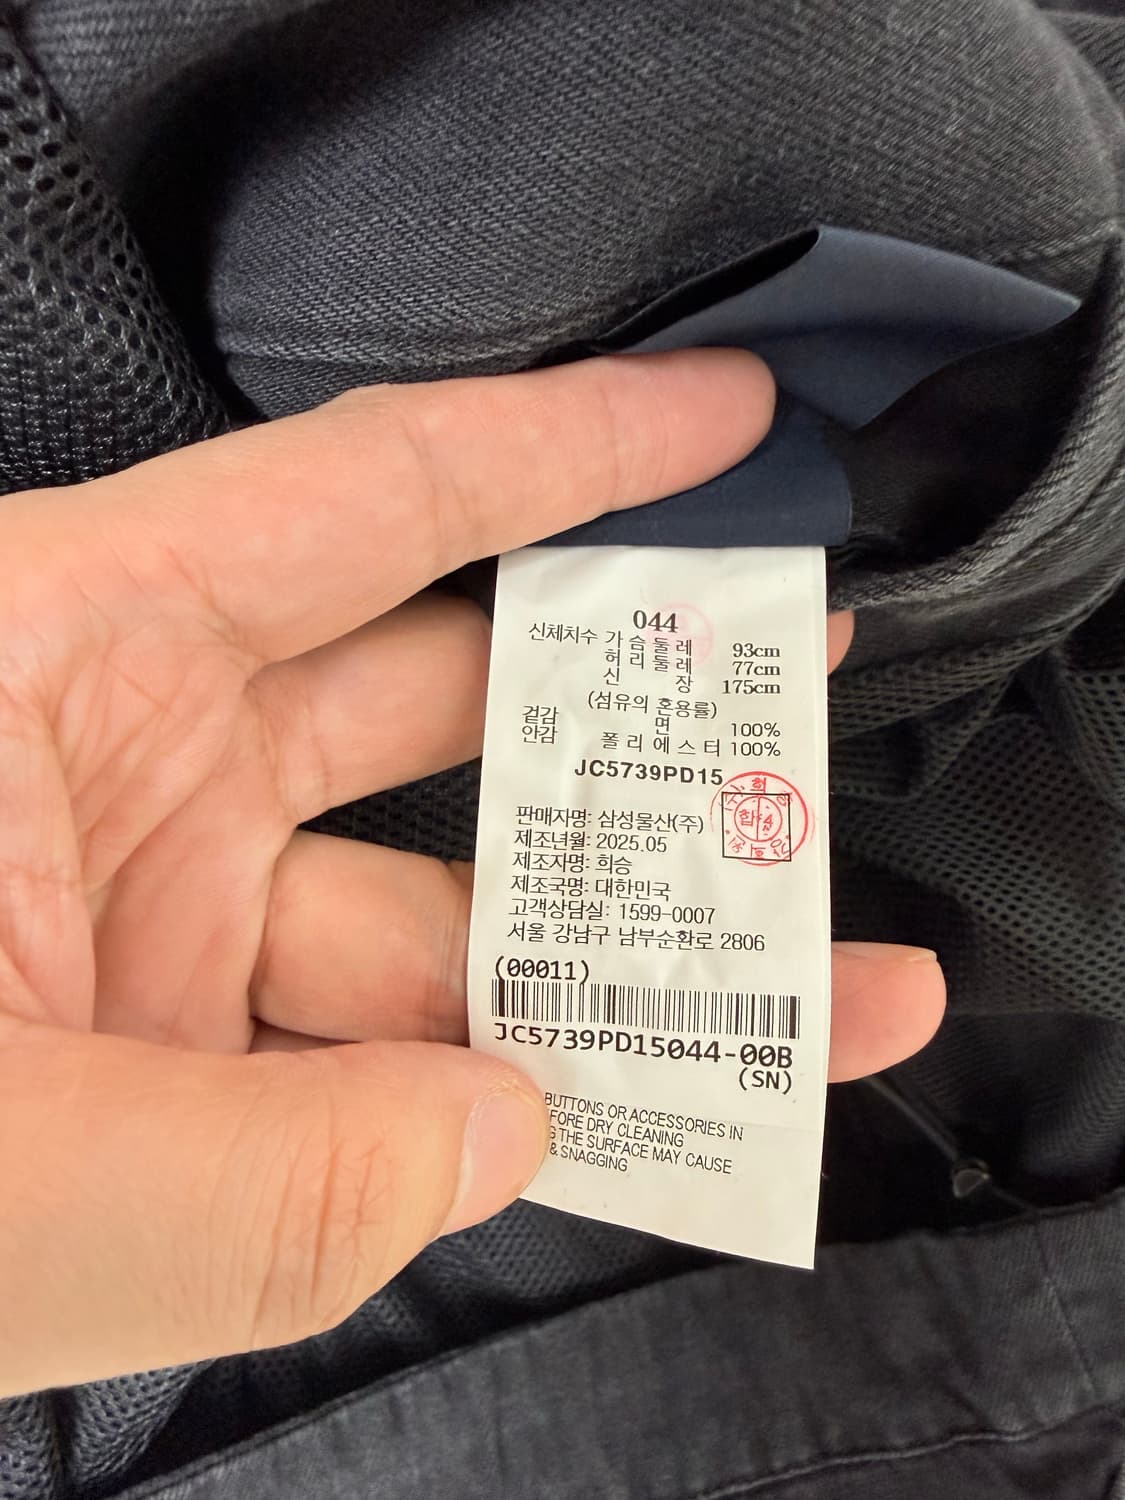 044
신체치수 가슴둘레 93cm
허리둘레 77cm
신 장 175cm
(섬유의 혼용률)
겉감 면 100%
안감 폴리에스터 100%
JC5739PD15
합
판매자명: 삼성물산(주)
제조년월: 2025.05
제조자명: 희승
제조국명: 대한민국
고객상담실: 1599-0007
서울 강남구 남부순환로 2806
(00011)
JC5739PD15044-00B
(SN)
BUTTONS OR ACCESSORIES IN
FORE DRY CLEANING
G THE SURFACE MAY CAUSE
& SNAGGING